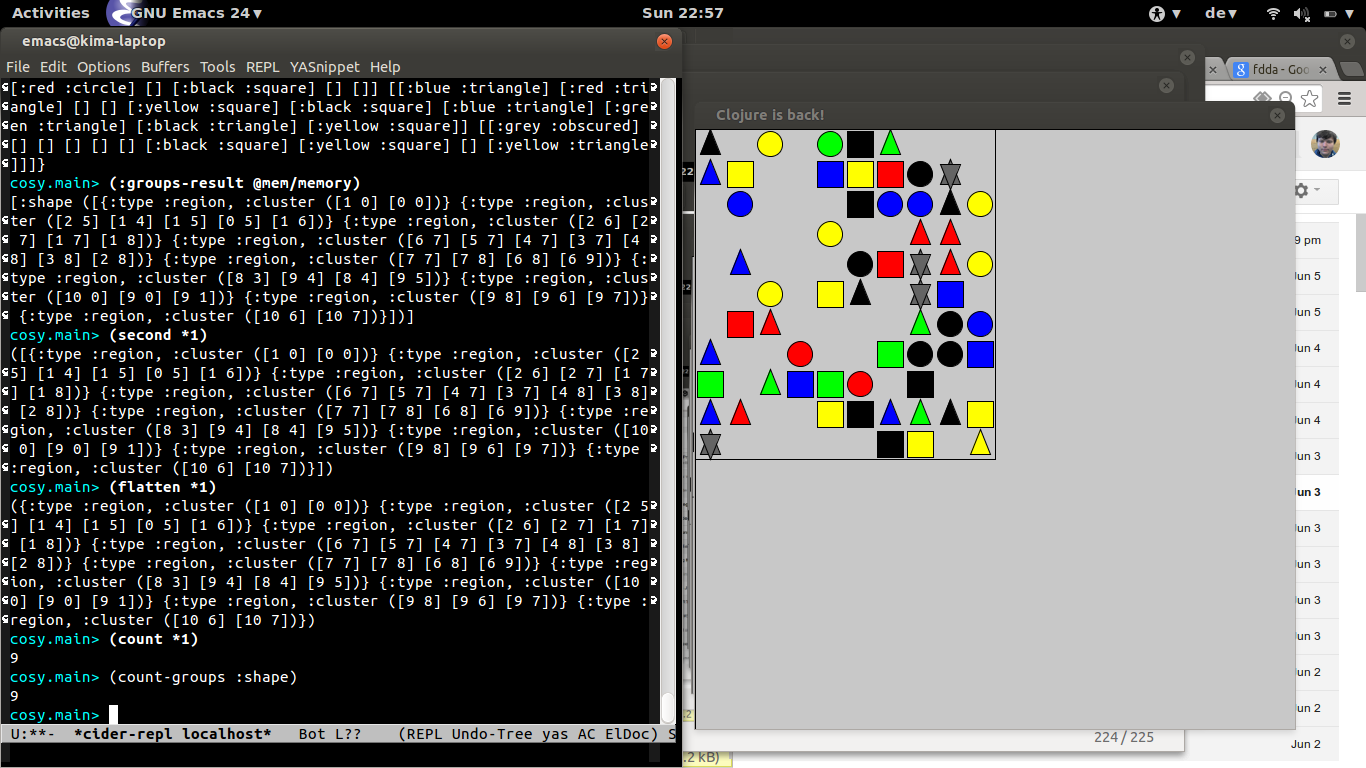 Activities
GNU Emacs 24
Sun 22:57
de
emacs@kima-laptop
File Edit Options Buffers Tools REPL YASnippet Help
[:red :circle] [] [:black :square] [] []] [[:blue :triangle] [:red :tri
angle] [] [] [:yellow :square] [:black :square] [:blue :triangle] [:gre
en :triangle] [:black :triangle] [:yellow :square]] [[:grey :obscured]
[] [] [] [] [] [:black :square] [:yellow :square] [] [:yellow :triangle
]]]]}
cosy.main> (:groups-result @mem/memory)
[:shape ([{:type :region, :cluster ([1 0] [0 0])} {:type :region, :clus
ter ([2 5] [1 4] [1 5] [0 5] [1 6])} {:type :region, :cluster ([2 6] [2
7] [1 7] [1 8])} {:type :region, :cluster ([6 7] [5 7] [4 7] [3 7] [4
8] [3 8] [2 8])} {:type :region, :cluster ([7 7] [7 8] [6 8] [6 9])} {:
type :region, :cluster ([8 3] [9 4] [8 4] [9 5])} {:type :region, :clus
ter ([10 0] [9 0] [9 1])} {:type :region, :cluster ([9 8] [9 6] [9 7])}
{:type :region, :cluster ([10 6] [10 7])}])]
cosy.main> (second *1)
([{:type :region, :cluster ([1 0] [0 0])} {:type :region, :cluster ([2
5] [1 4] [1 5] [0 5] [1 6])} {:type :region, :cluster ([2 6] [2 7] [1 7
] [1 8])} {:type :region, :cluster ([6 7] [5 7] [4 7] [3 7] [4 8] [3 8]
[2 8])} {:type :region, :cluster ([7 7] [7 8] [6 8] [6 9])} {:type :re
gion, :cluster ([8 3] [9 4] [8 4] [9 5])} {:type :region, :cluster ([10
0] [9 0] [9 1])} {:type :region, :cluster ([9 8] [9 6] [9 7])} {:type
:region, :cluster ([10 6] [10 7])}])
cosy.main> (flatten *1)
({:type :region, :cluster ([1 0] [0 0])} {:type :region, :cluster ([2 5
] [1 4] [1 5] [0 5] [1 6])} {:type :region, :cluster ([2 6] [2 7] [1 7]
[1 8])} {:type :region, :cluster ([6 7] [5 7] [4 7] [3 7] [4 8] [3 8]
[2 8])} {:type :region, :cluster ([7 7] [7 8] [6 8] [6 9])} {:type :reg
ion, :cluster ([8 3] [9 4] [8 4] [9 5])} {:type :region, :cluster ([10
0] [9 0] [9 1])} {:type :region, :cluster ([9 8] [9 6] [9 7])} {:type :
region, :cluster ([10 6] [10 7])})
cosy.main> (count *1)
9
cosy.main> (count-groups :shape)
9
cosy.main>
U:**- *cider-repl localhost* Bot L?? (REPL Undo-Tree yas AC ElDoc) S
Clojure is back!
fdda - Goo
9 pm
Jun 5
Jun 5
Jun 4
Jun 4
Jun 4
Jun 3
Jun 3
Jun 3
Jun 3
Jun 3
Jun 3
Jun 2
Jun 2
Jun 2
224 / 225
.2 kB)